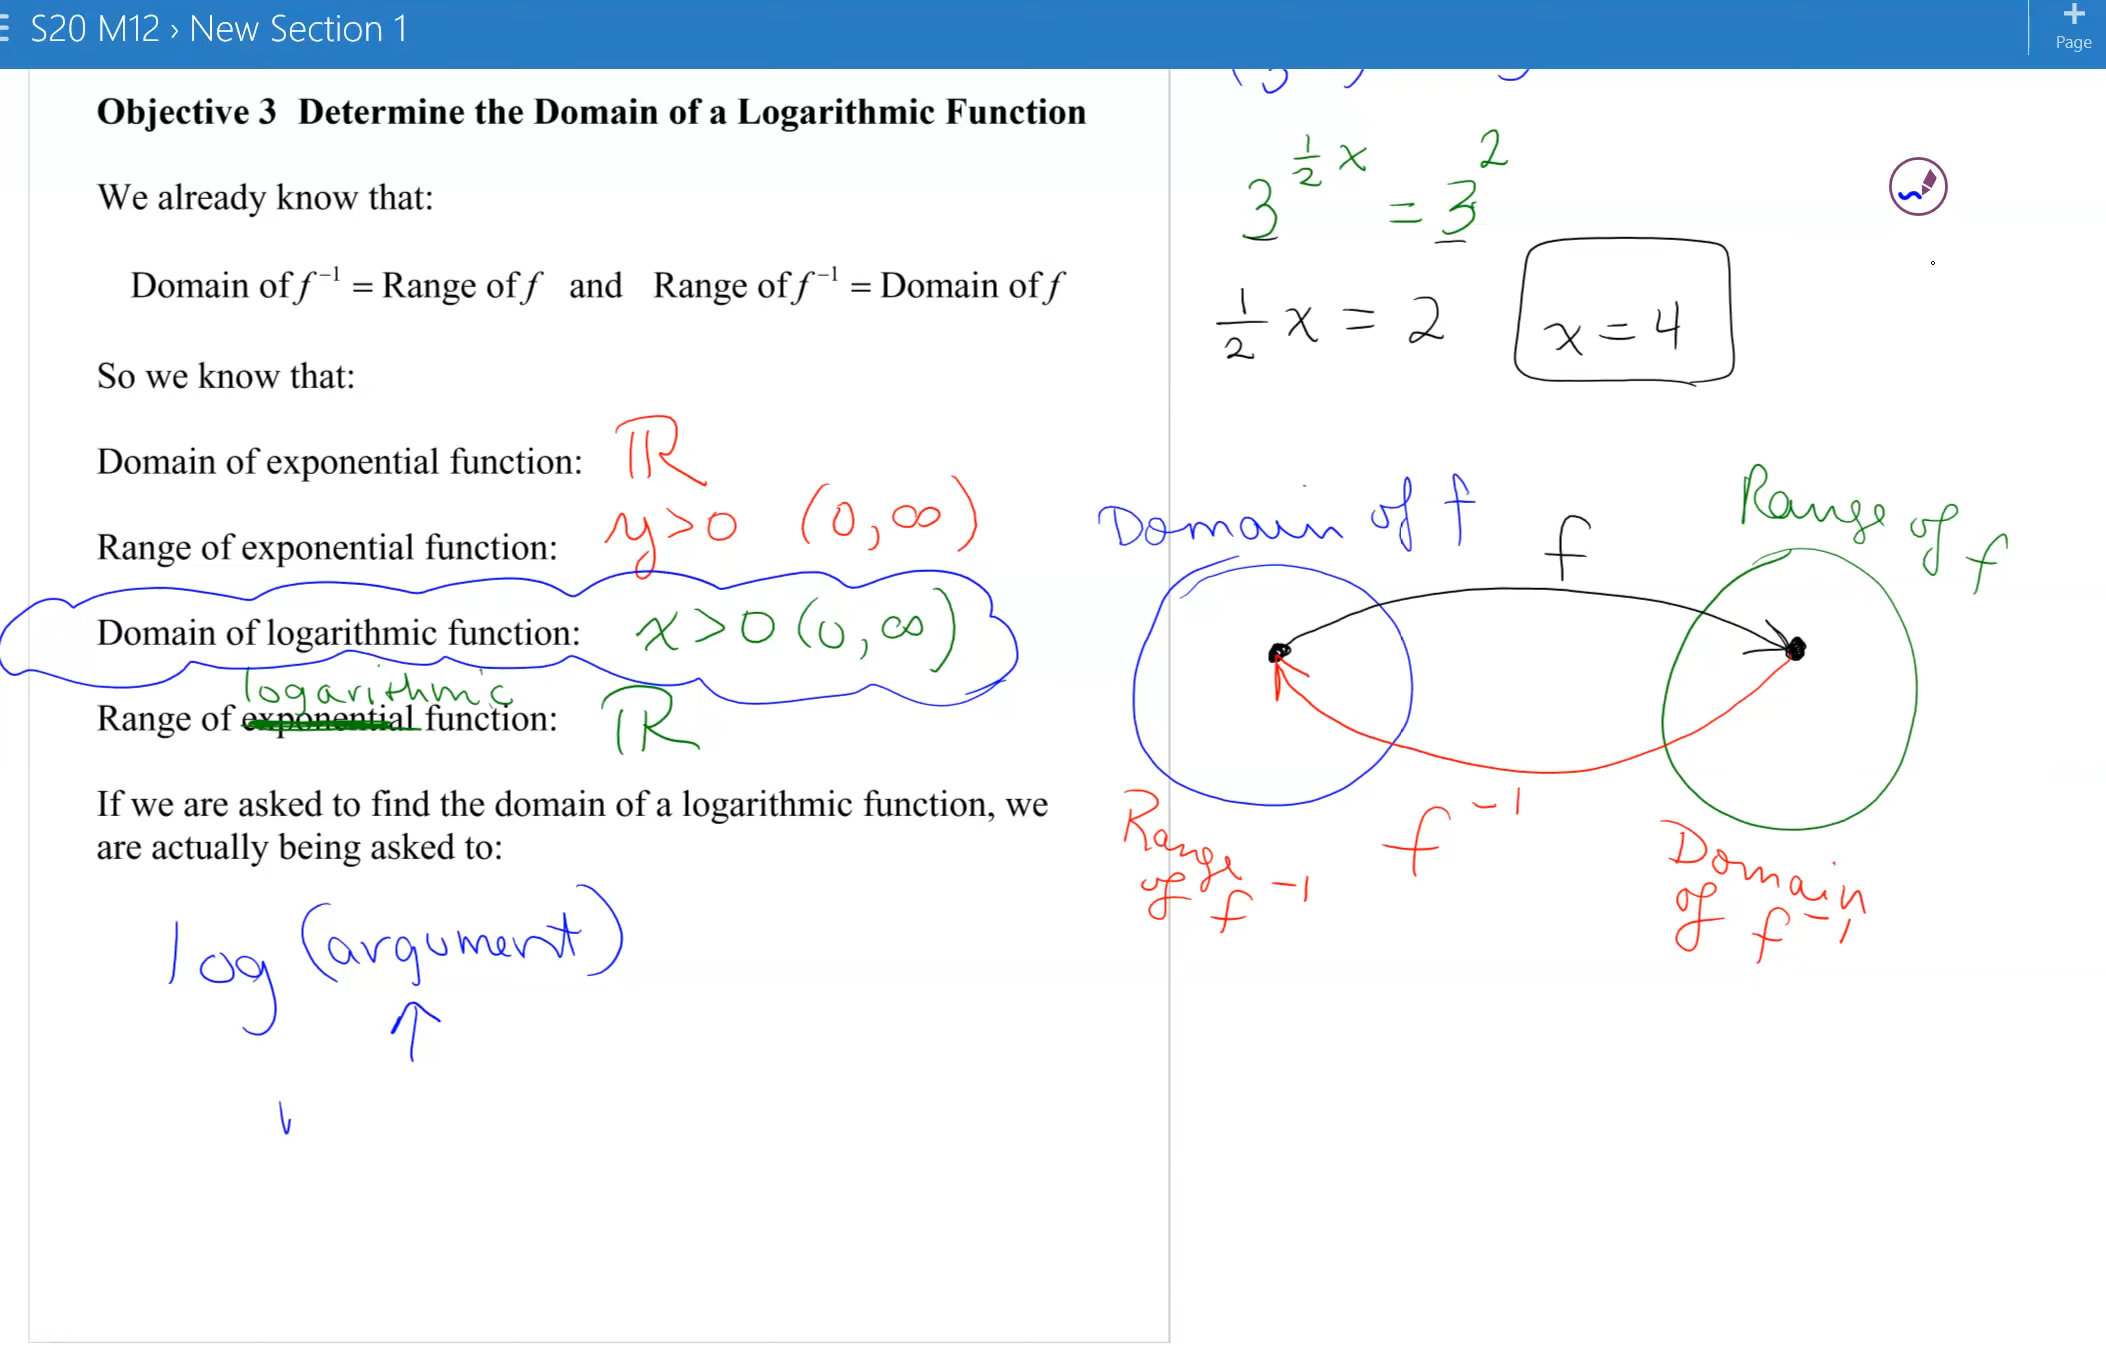 S20 M12 › New Section 1
+
Page
Objective 3 Determine the Domain of a Logarithmic Function
We already know that:
Domain of f⁻¹ = Range of f and Range of f⁻¹ = Domain of f
So we know that:
Domain of exponential function: ℝ
Range of exponential function: y>0 (0,∞)
Domain of logarithmic function: x>0 (0,∞)
logarithmic
Range of exponential function: ℝ
If we are asked to find the domain of a logarithmic function, we
are actually being asked to:
log (argument)
↑
3^(1/2 x) = 3^2
1/2 x = 2
x = 4
Domain of f
f
Range of f
Range
of f⁻¹
f⁻¹
Domain
of f⁻¹